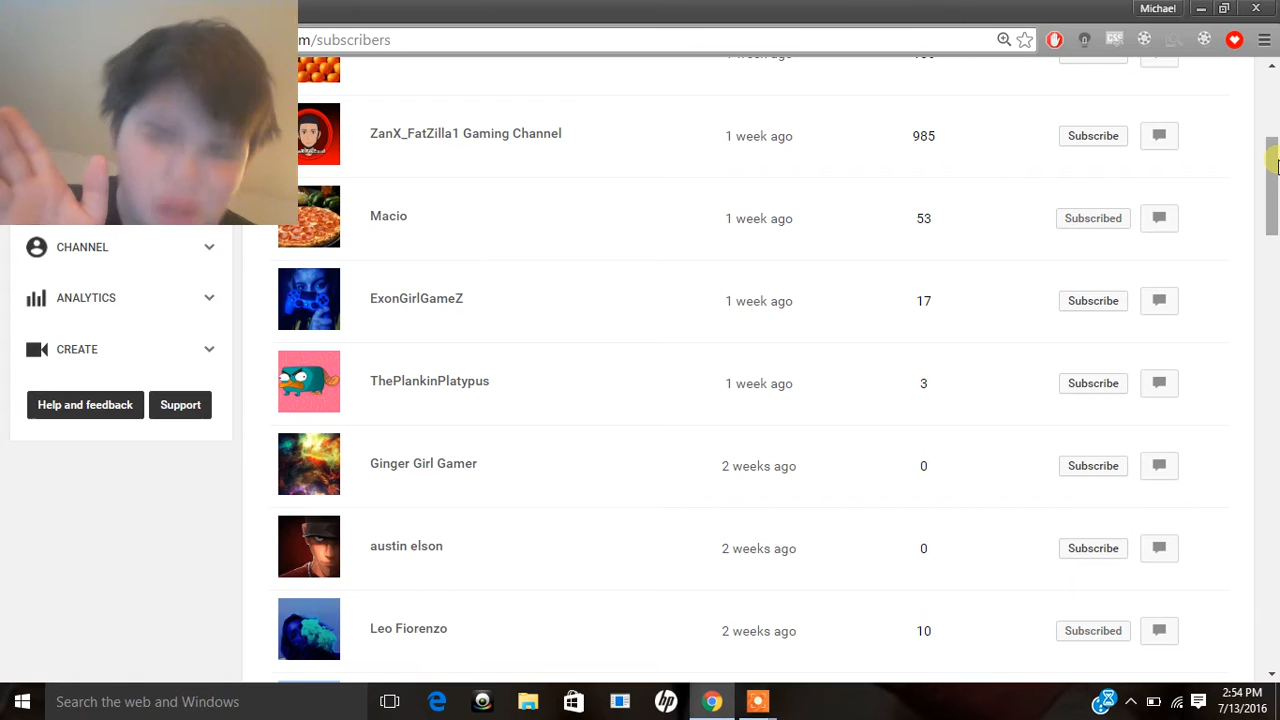 Michael
m/subscribers
ZanX_FatZilla1 Gaming Channel 1 week ago 985 Subscribe
Macio 1 week ago 53 Subscribed
CHANNEL
ANALYTICS
ExonGirlGameZ 1 week ago 17 Subscribe
CREATE
ThePlankinPlatypus 1 week ago 3 Subscribe
Help and feedback Support
Ginger Girl Gamer 2 weeks ago 0 Subscribe
austin elson 2 weeks ago 0 Subscribe
Leo Fiorenzo 2 weeks ago 10 Subscribed
Search the web and Windows
hp
2:54 PM
7/13/2016